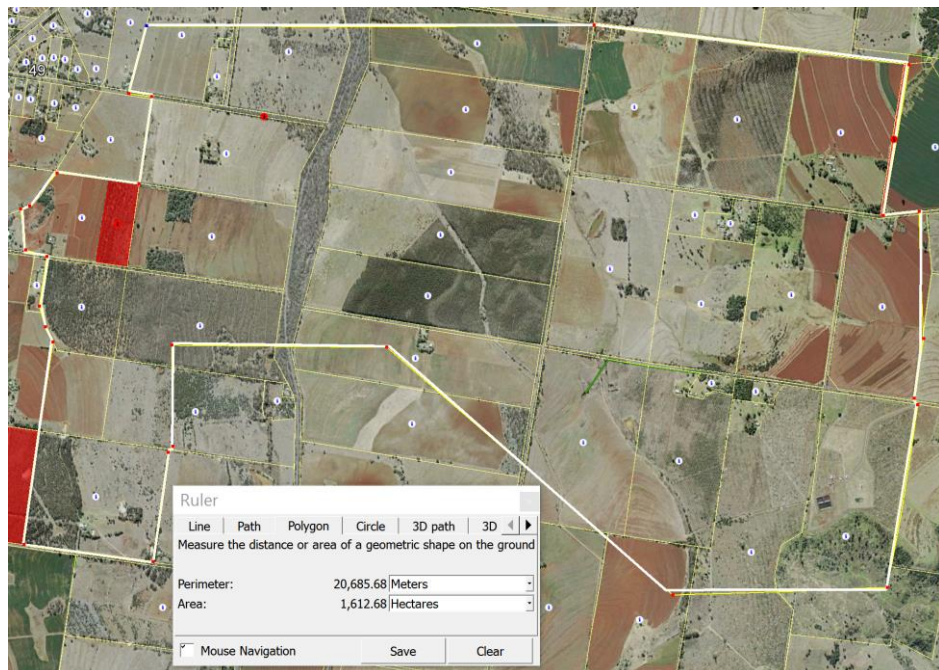 49
Ruler
Line Path Polygon Circle 3D path 3D
Measure the distance or area of a geometric shape on the ground
Perimeter: 20,685.68 Meters
Area: 1,612.68 Hectares
Mouse Navigation Save Clear